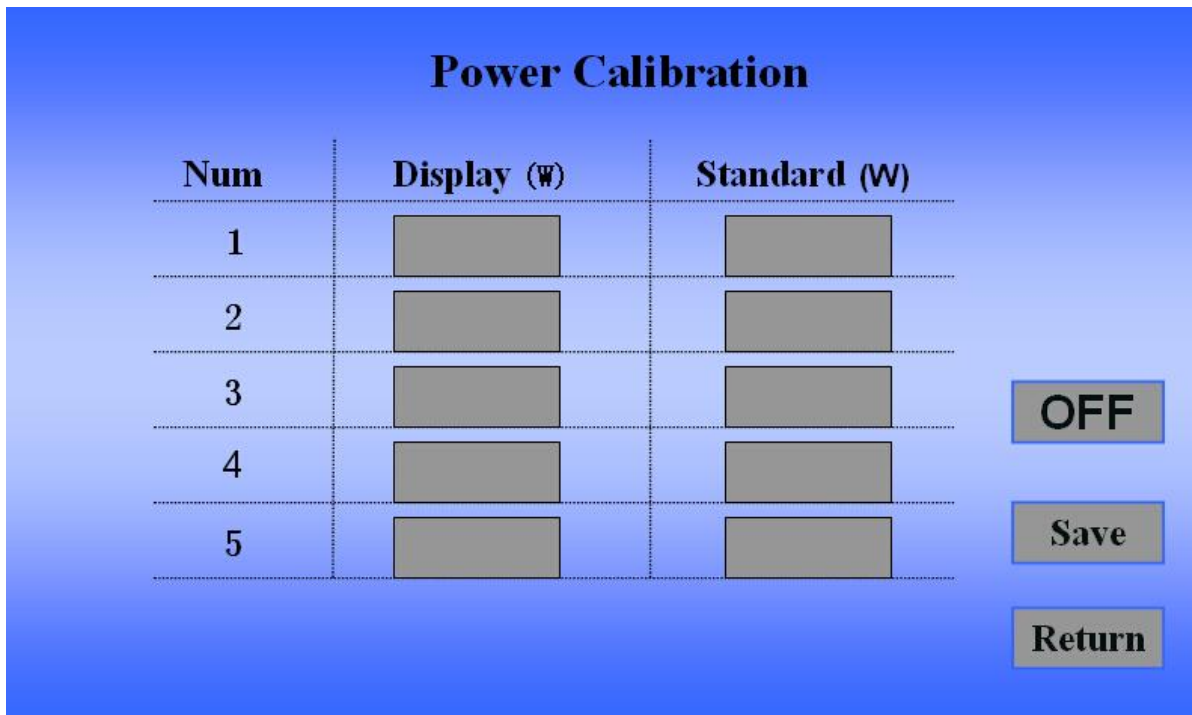 Power Calibration
Num Display (W) Standard (W)
1
2
3
4
5
OFF
Save
Return